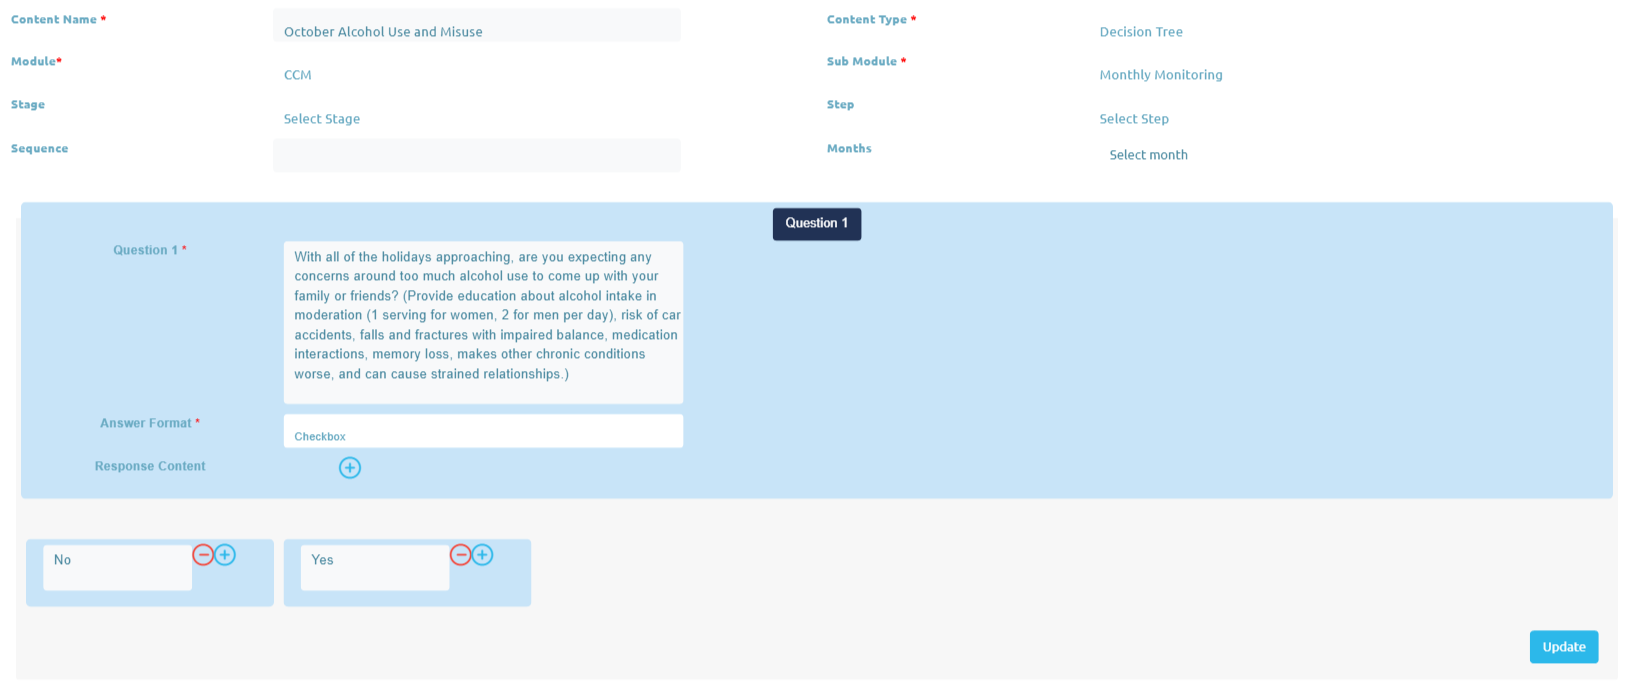 Content Name *
October Alcohol Use and Misuse
Content Type *
Decision Tree
Module*
CCM
Sub Module *
Monthly Monitoring
Stage
Select Stage
Step
Select Step
Sequence
Months
Select month
Question 1
Question 1 *
With all of the holidays approaching, are you expecting any
concerns around too much alcohol use to come up with your
family or friends? (Provide education about alcohol intake in
moderation (1 serving for women, 2 for men per day), risk of car
accidents, falls and fractures with impaired balance, medication
interactions, memory loss, makes other chronic conditions
worse, and can cause strained relationships.)
Answer Format *
Checkbox
Response Content
No
Yes
Update